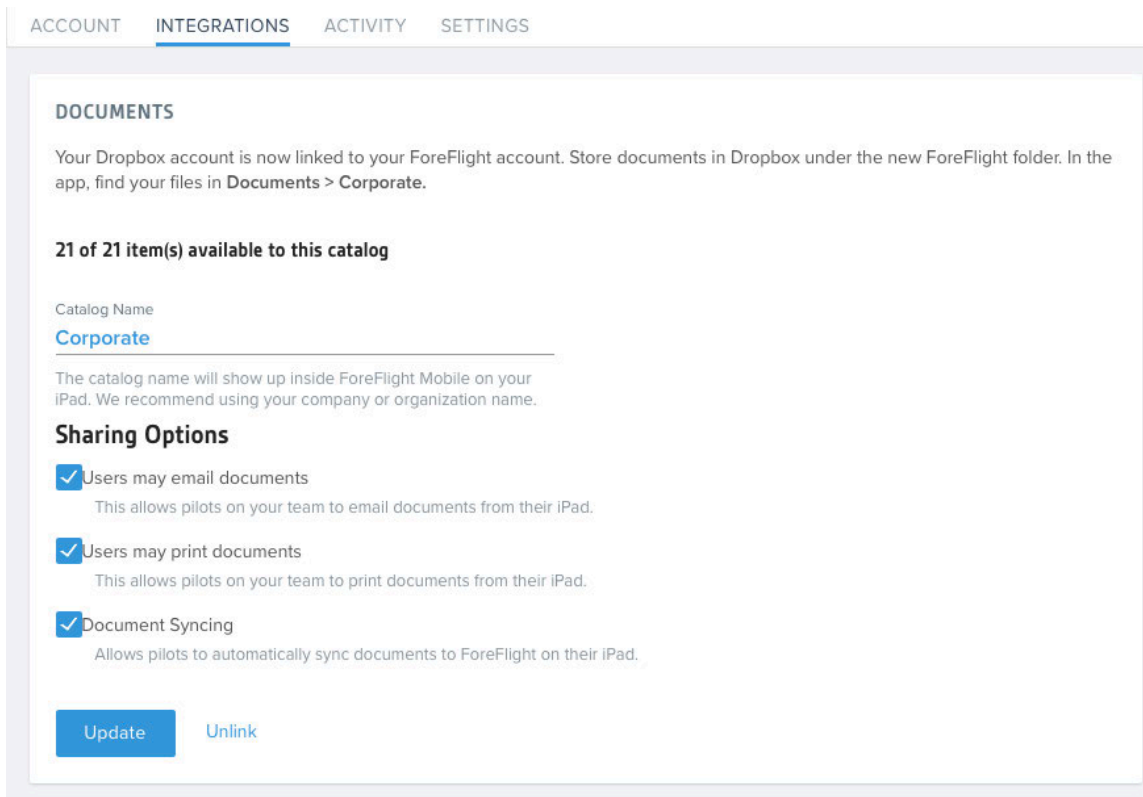 ACCOUNT INTEGRATIONS ACTIVITY SETTINGS
DOCUMENTS
Your Dropbox account is now linked to your ForeFlight account. Store documents in Dropbox under the new ForeFlight folder. In the
app, find your files in Documents > Corporate.
21 of 21 item(s) available to this catalog
Catalog Name
Corporate
The catalog name will show up inside ForeFlight Mobile on your
iPad. We recommend using your company or organization name.
Sharing Options
Users may email documents
This allows pilots on your team to email documents from their iPad.
Users may print documents
This allows pilots on your team to print documents from their iPad.
Document Syncing
Allows pilots to automatically sync documents to ForeFlight on their iPad.
Update Unlink